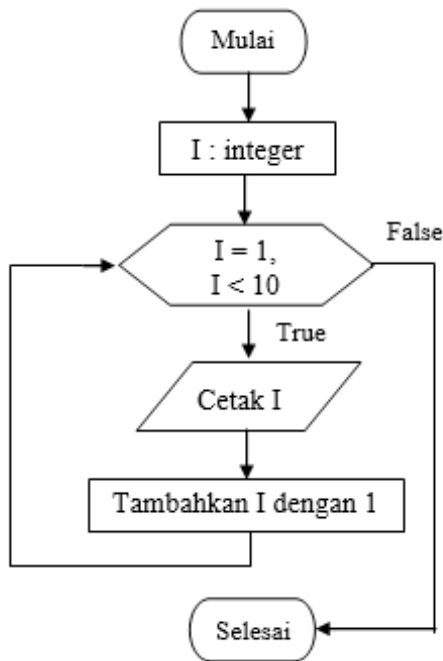 Mulai
I : integer
I = 1,
I < 10
False
True
Cetak I
Tambahkan I dengan 1
Selesai